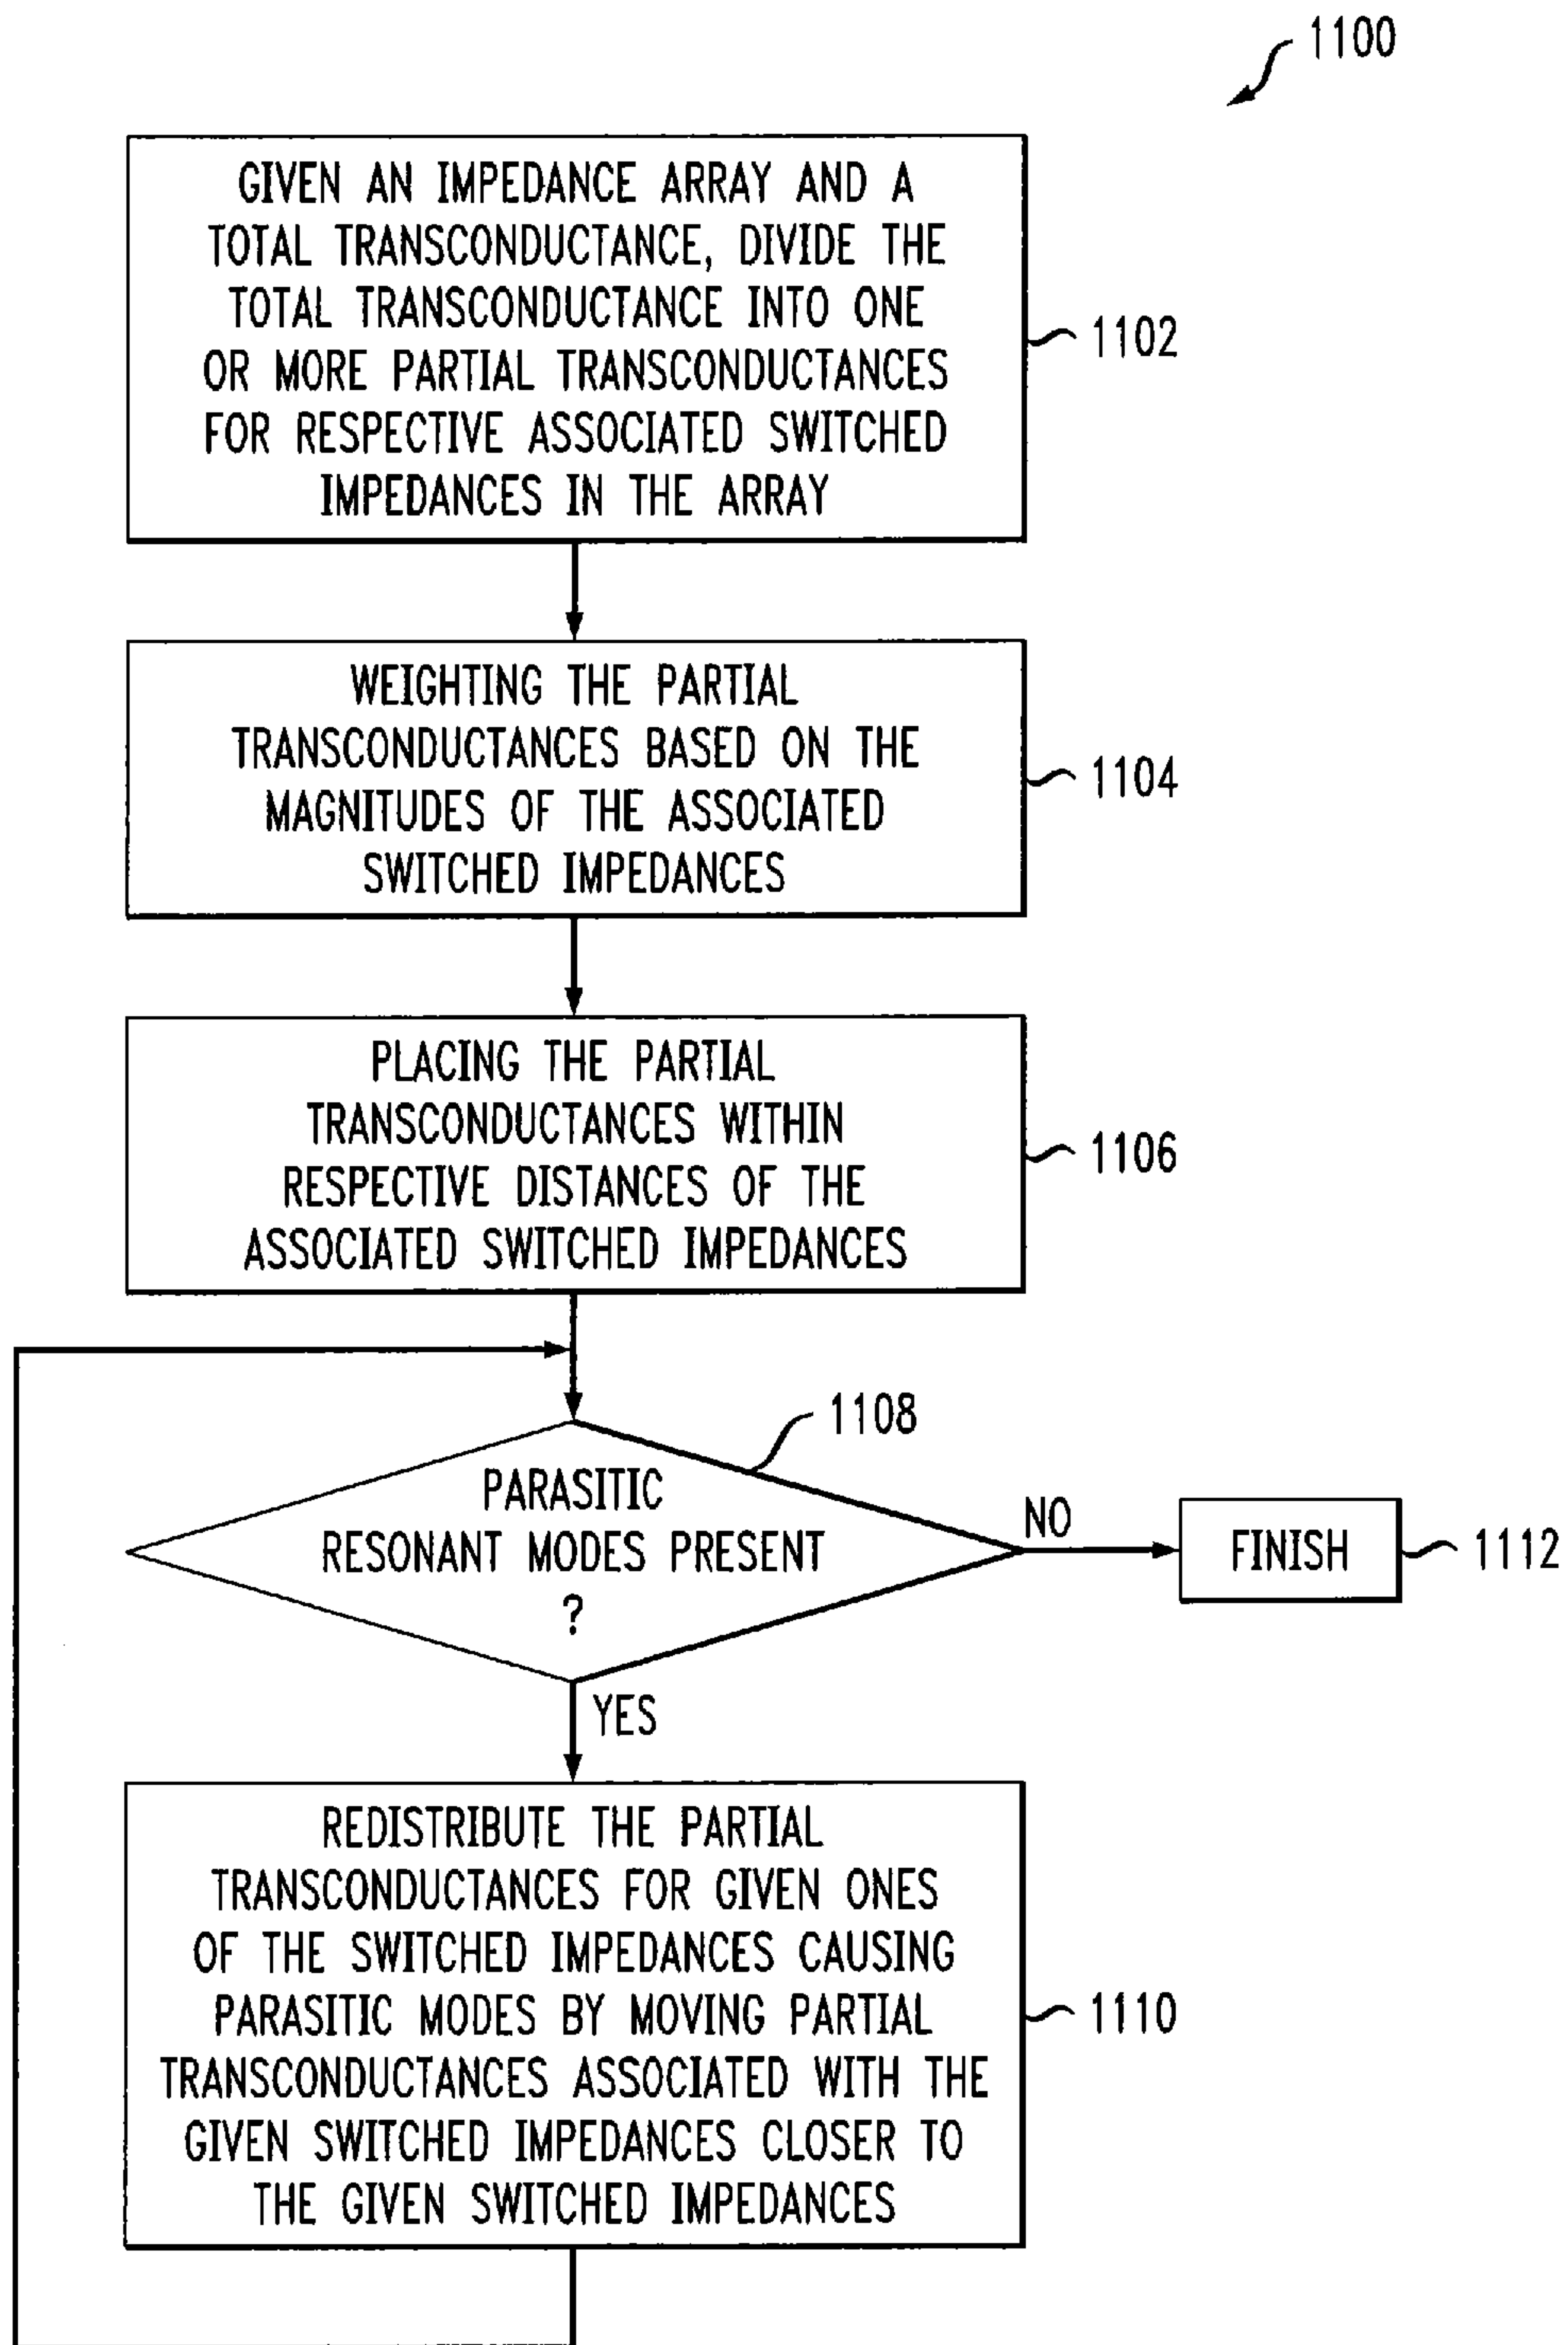 1100
GIVEN AN IMPEDANCE ARRAY AND A
TOTAL TRANSCONDUCTANCE, DIVIDE THE
TOTAL TRANSCONDUCTANCE INTO ONE
OR MORE PARTIAL TRANSCONDUCTANCES
FOR RESPECTIVE ASSOCIATED SWITCHED
IMPEDANCES IN THE ARRAY
1102
WEIGHTING THE PARTIAL
TRANSCONDUCTANCES BASED ON THE
MAGNITUDES OF THE ASSOCIATED
SWITCHED IMPEDANCES
1104
PLACING THE PARTIAL
TRANSCONDUCTANCES WITHIN
RESPECTIVE DISTANCES OF THE
ASSOCIATED SWITCHED IMPEDANCES
1106
1108
PARASITIC
RESONANT MODES PRESENT
?
NO
FINISH
1112
YES
REDISTRIBUTE THE PARTIAL
TRANSCONDUCTANCES FOR GIVEN ONES
OF THE SWITCHED IMPEDANCES CAUSING
PARASITIC MODES BY MOVING PARTIAL
TRANSCONDUCTANCES ASSOCIATED WITH THE
GIVEN SWITCHED IMPEDANCES CLOSER TO
THE GIVEN SWITCHED IMPEDANCES
1110